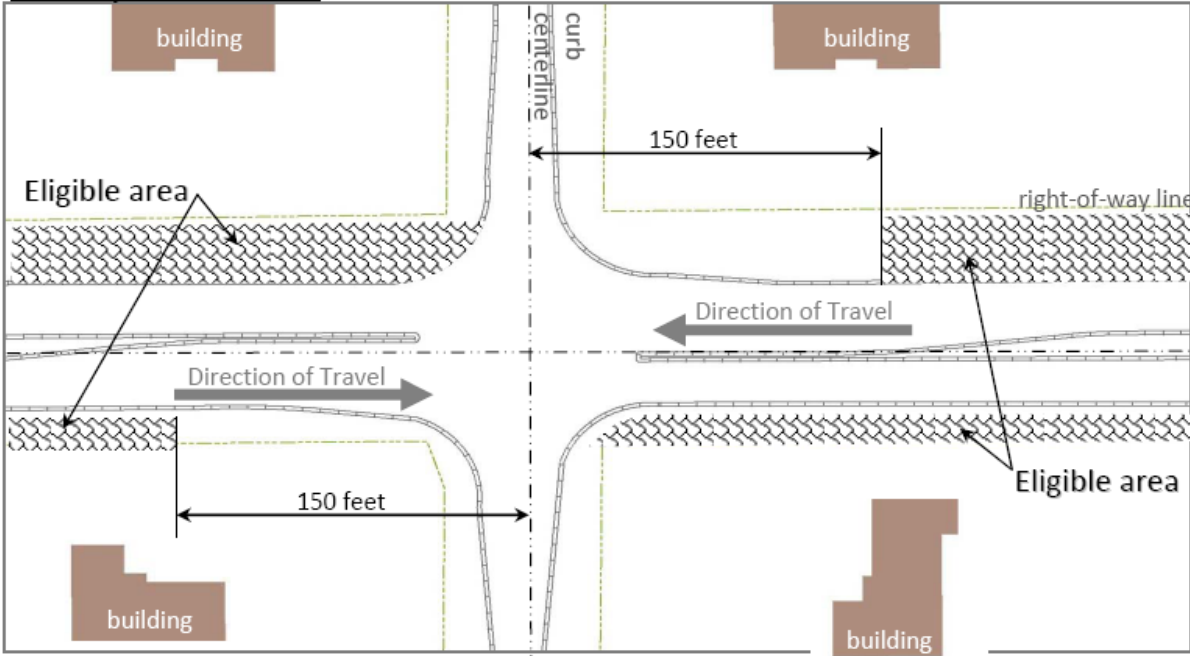 building
centerline
curb
building
150 feet
Eligible area
right-of-way line
Direction of Travel
Direction of Travel
150 feet
Eligible area
building
building